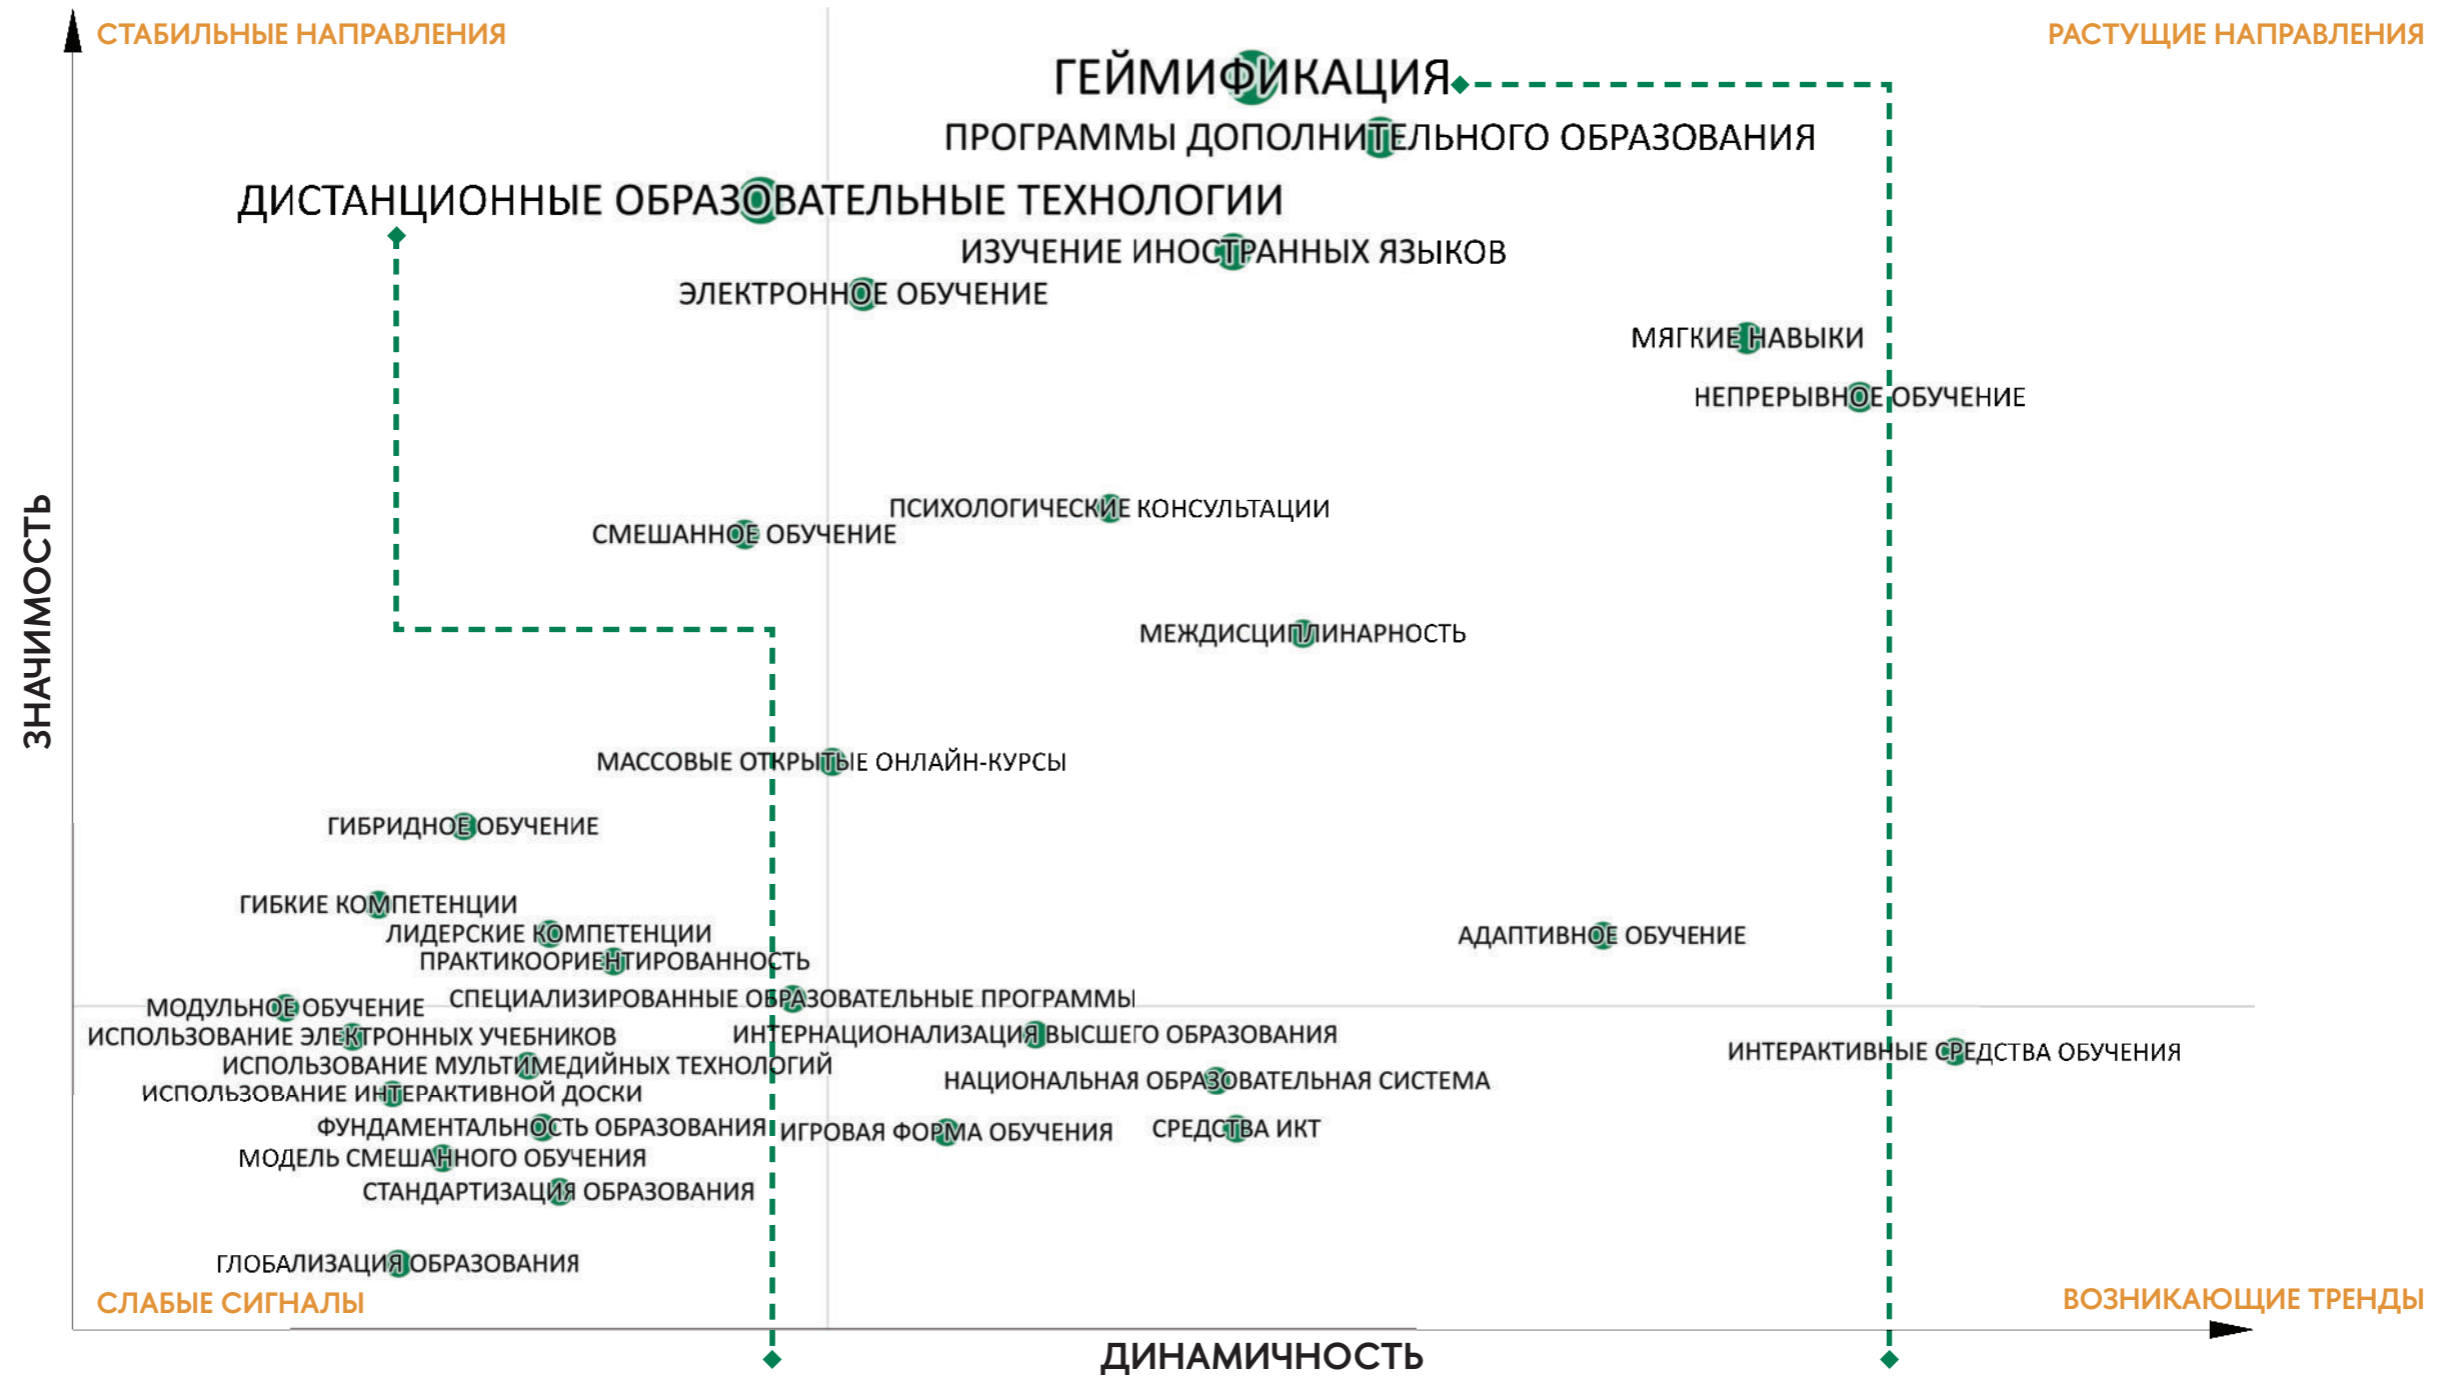 СТАБИЛЬНЫЕ НАПРАВЛЕНИЯ
РАСТУЩИЕ НАПРАВЛЕНИЯ
ГЕЙМИФИКАЦИЯ
ПРОГРАММЫ ДОПОЛНИТЕЛЬНОГО ОБРАЗОВАНИЯ
ДИСТАНЦИОННЫЕ ОБРАЗОВАТЕЛЬНЫЕ ТЕХНОЛОГИИ
ИЗУЧЕНИЕ ИНОСТРАННЫХ ЯЗЫКОВ
ЭЛЕКТРОННОЕ ОБУЧЕНИЕ
МЯГКИЕ НАВЫКИ
НЕПРЕРЫВНОЕ ОБУЧЕНИЕ
ПСИХОЛОГИЧЕСКИЕ КОНСУЛЬТАЦИИ
СМЕШАННОЕ ОБУЧЕНИЕ
ЗНАЧИМОСТЬ
МЕЖДИСЦИПЛИНАРНОСТЬ
МАССОВЫЕ ОТКРЫТЫЕ ОНЛАЙН-КУРСЫ
ГИБРИДНОЕ ОБУЧЕНИЕ
ГИБКИЕ КОМПЕТЕНЦИИ
ЛИДЕРСКИЕ КОМПЕТЕНЦИИ
АДАПТИВНОЕ ОБУЧЕНИЕ
ПРАКТИКООРИЕНТИРОВАННОСТЬ
СПЕЦИАЛИЗИРОВАННЫЕ ОБРАЗОВАТЕЛЬНЫЕ ПРОГРАММЫ
МОДУЛЬНОЕ ОБУЧЕНИЕ
ИСПОЛЬЗОВАНИЕ ЭЛЕКТРОННЫХ УЧЕБНИКОВ
ИНТЕРНАЦИОНАЛИЗАЦИЯ ВЫСШЕГО ОБРАЗОВАНИЯ
ИНТЕРАКТИВНЫЕ СРЕДСТВА ОБУЧЕНИЯ
ИСПОЛЬЗОВАНИЕ МУЛЬТИМЕДИЙНЫХ ТЕХНОЛОГИЙ
НАЦИОНАЛЬНАЯ ОБРАЗОВАТЕЛЬНАЯ СИСТЕМА
ИСПОЛЬЗОВАНИЕ ИНТЕРАКТИВНОЙ ДОСКИ
ФУНДАМЕНТАЛЬНОСТЬ ОБРАЗОВАНИЯ
ИГРОВАЯ ФОРМА ОБУЧЕНИЯ
СРЕДСТВА ИКТ
МОДЕЛЬ СМЕШАННОГО ОБУЧЕНИЯ
СТАНДАРТИЗАЦИЯ ОБРАЗОВАНИЯ
ГЛОБАЛИЗАЦИЯ ОБРАЗОВАНИЯ
СЛАБЫЕ СИГНАЛЫ
ВОЗНИКАЮЩИЕ ТРЕНДЫ
ДИНАМИЧНОСТЬ